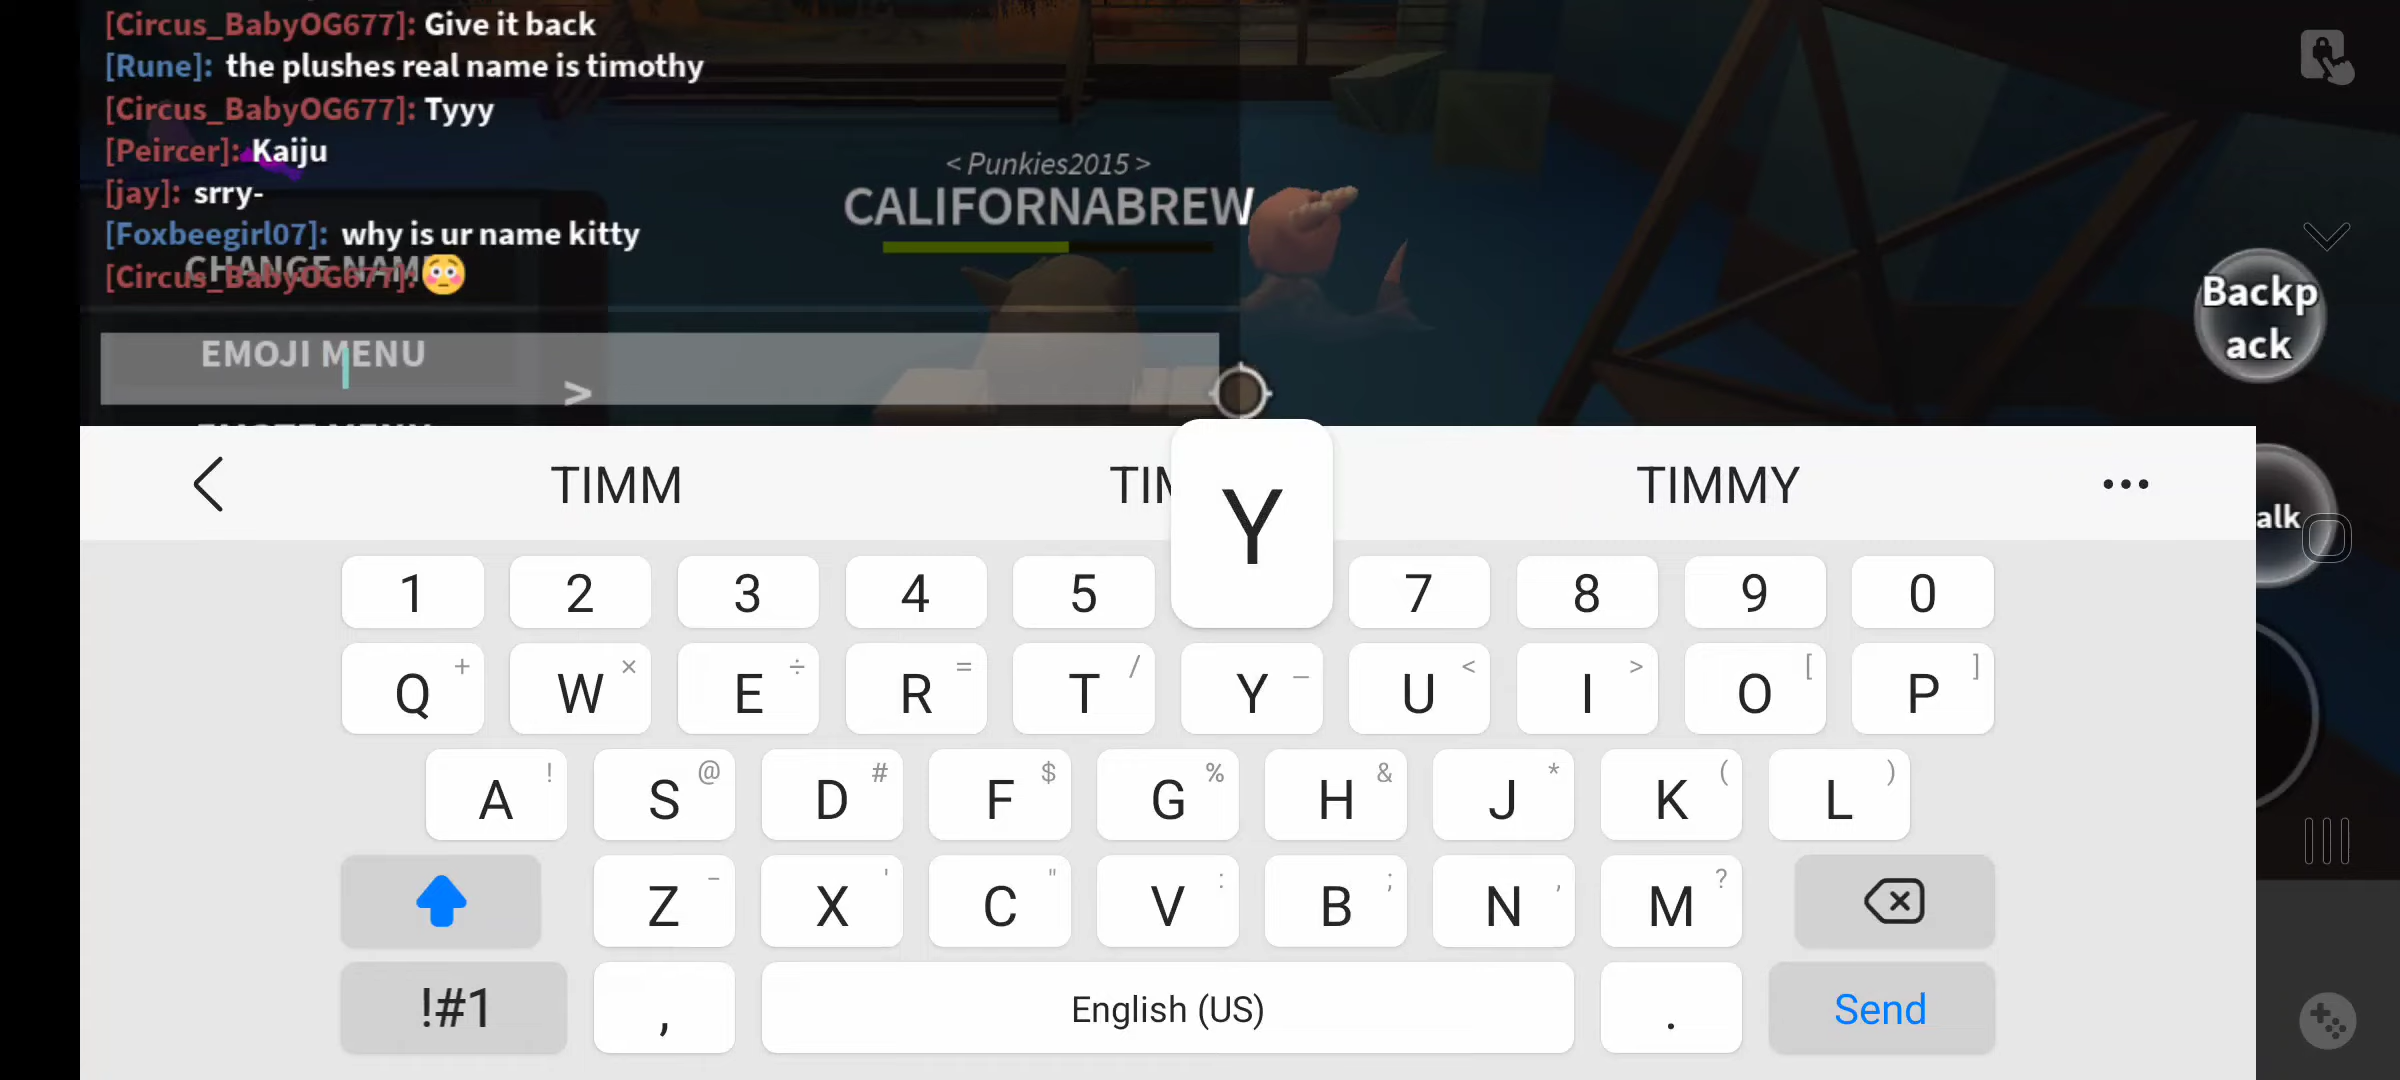 [Circus_BabyOG677]: Give it back
[Rune]: the plushes real name is timothy
[Circus_BabyOG677]: Tyyy
[Peircer]: Kaiju
[jay]: srry-
[Foxbeegirl07]: why is ur name kitty
[Circus_BabyOG677]: 😳
< Punkies2015 >
CALIFORNABREW
EMOJI MENU
>
Backp
ack
alk
TIMM TIM TIMMY •••
Y
1 2 3 4 5 7 8 9 0
Q + W × E ÷ R = T / Y _ U < I > O [ P ]
A ! S @ D # F $ G % H & J * K ( L )
Z - X ' C " V : B ; N , M ?
!#1 , English (US) . Send